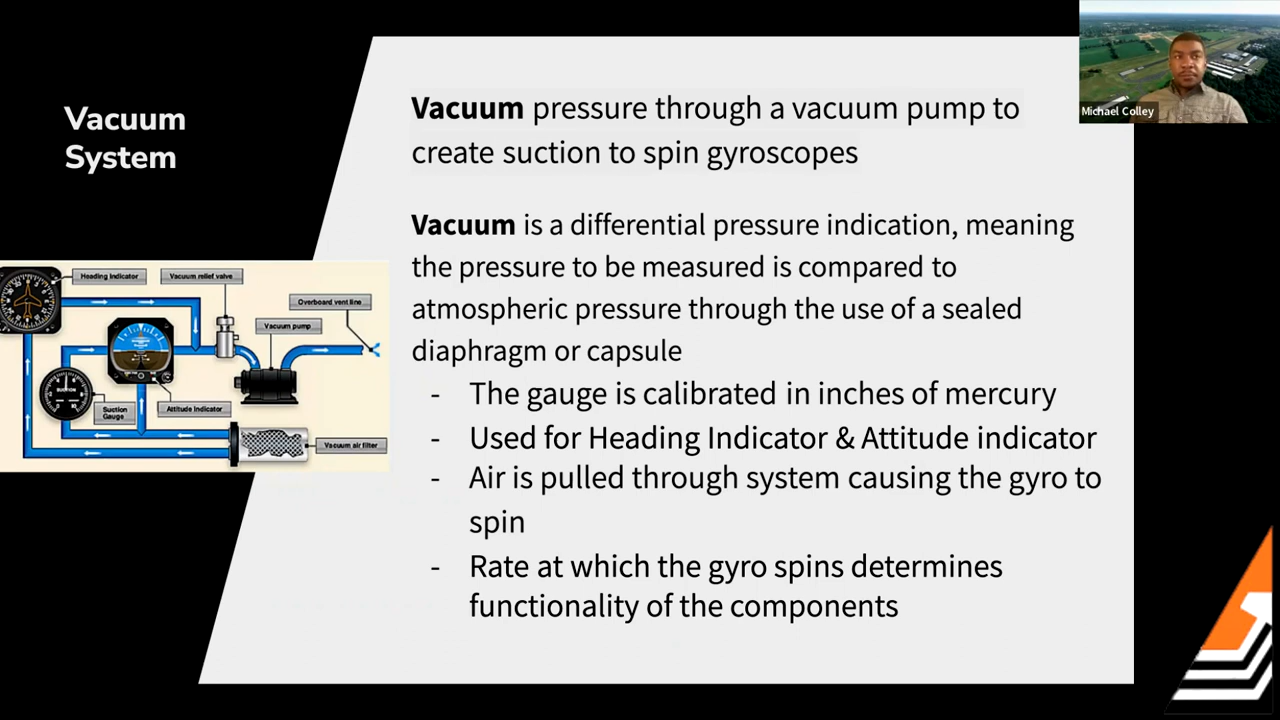 Vacuum
System
Vacuum pressure through a vacuum pump to
create suction to spin gyroscopes
Vacuum is a differential pressure indication, meaning
the pressure to be measured is compared to
atmospheric pressure through the use of a sealed
diaphragm or capsule
- The gauge is calibrated in inches of mercury
- Used for Heading Indicator & Attitude indicator
- Air is pulled through system causing the gyro to
spin
- Rate at which the gyro spins determines
functionality of the components
Heading Indicator
Vacuum relief valve
Overboard vent line
Vacuum pump
SUCTION
Suction
Gauge
Attitude Indicator
Vacuum air filter
Michael Colley